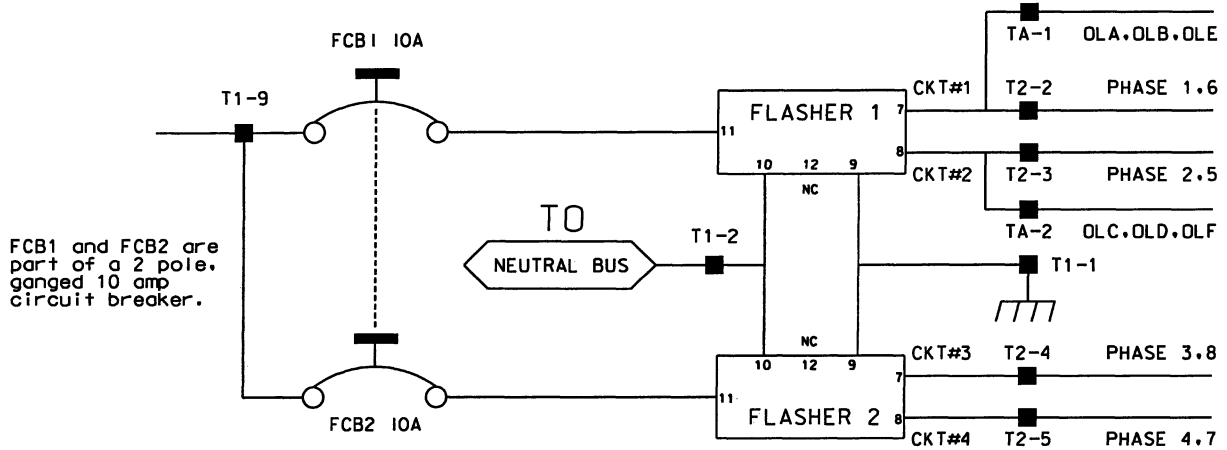 FCB1 10A
T1-9
FCB1 and FCB2 are
part of a 2 pole.
ganged 10 amp
circuit breaker.
FCB2 10A
TO
NEUTRAL BUS
T1-2
FLASHER 1
11
7
8
10 12 9
NC
CKT#1
CKT#2
TA-1 OLA.OLB.OLE
T2-2 PHASE 1.6
T2-3 PHASE 2.5
TA-2 OLC.OLD.OLF
T1-1
NC
10 12 9
11
7
8
FLASHER 2
CKT#3 T2-4 PHASE 3.8
CKT#4 T2-5 PHASE 4.7